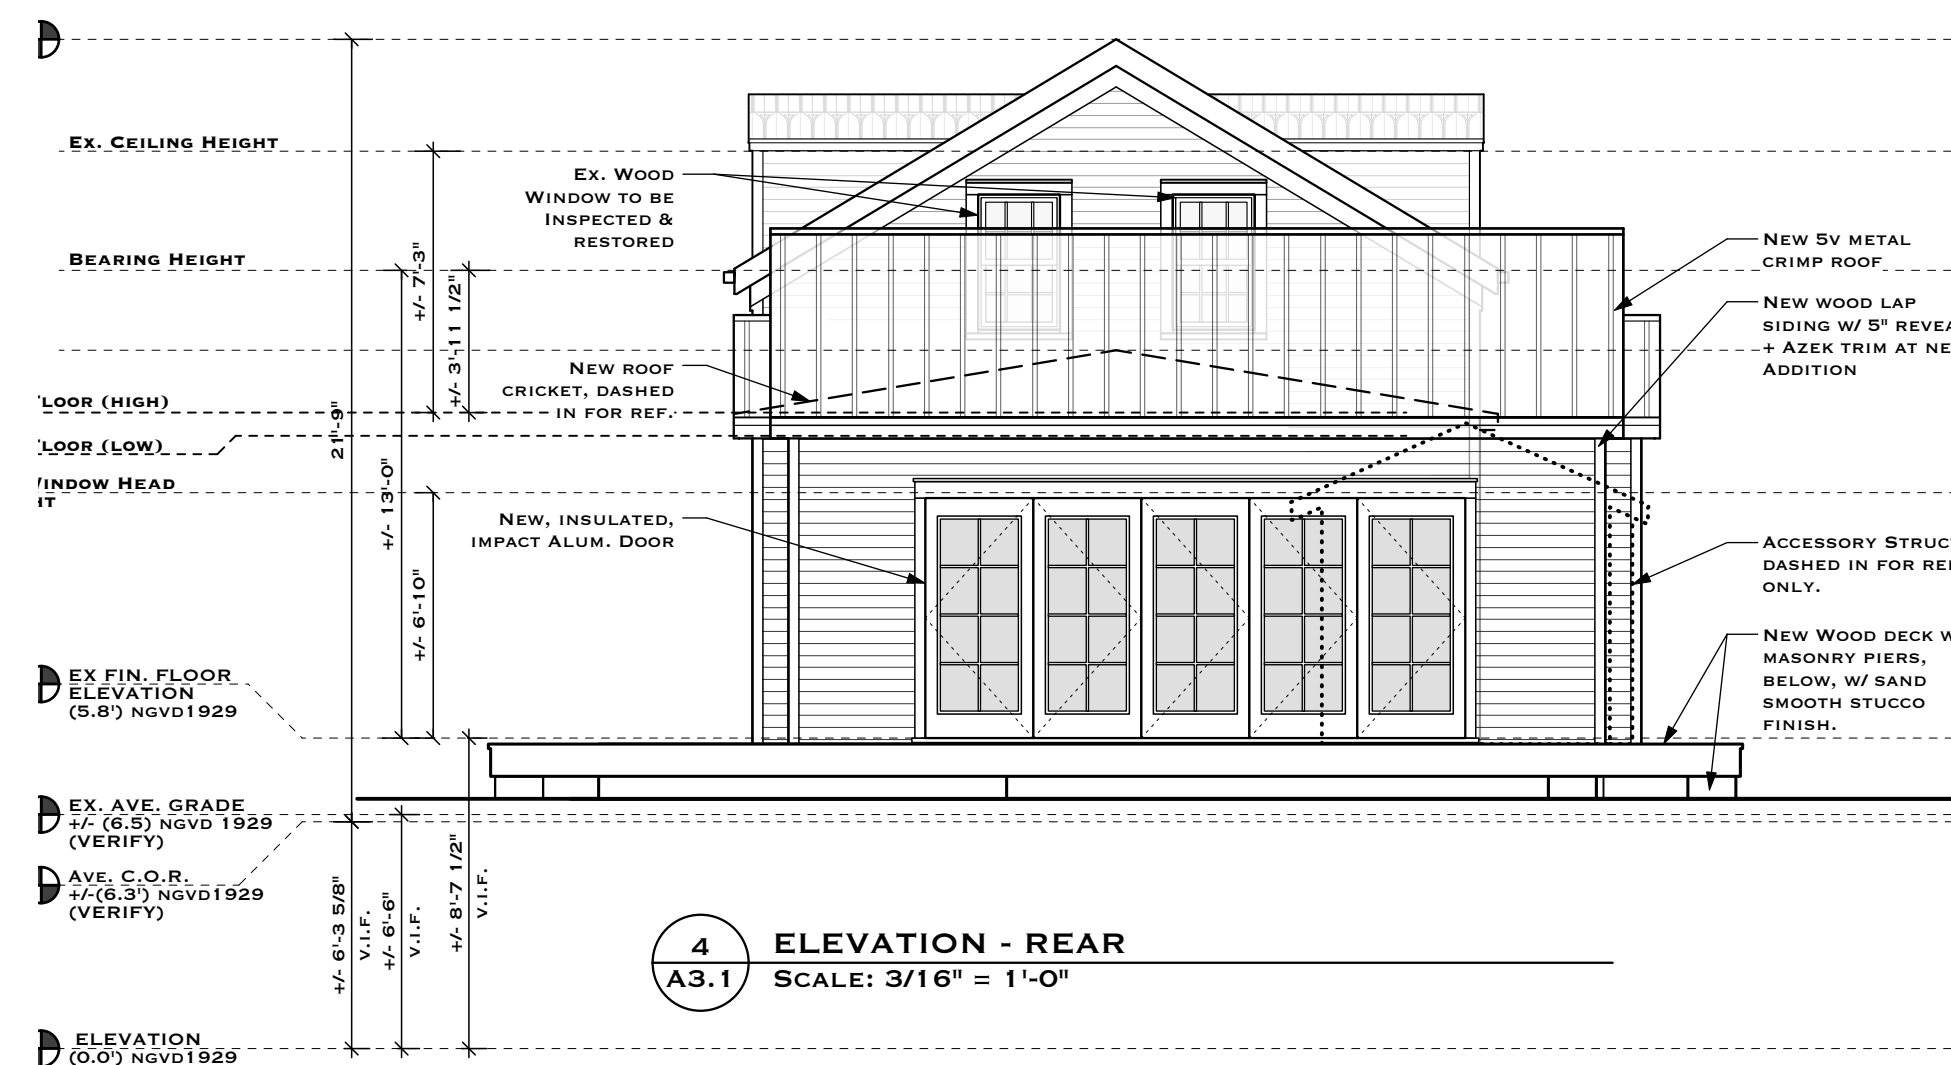 Ex. Ceiling Height
Bearing Height
Floor (high)
Floor (low)
Window Head
EX FIN. FLOOR
ELEVATION
(5.8') NGVD1929
EX. AVE. GRADE
+/- (6.5) NGVD 1929
(VERIFY)
Ave. C.O.R.
+/-(6.3') NGVD1929
(VERIFY)
ELEVATION
(0.0') NGVD1929
21'-9"
+/- 13'-0"
+/- 7'-3"
+/- 3'-11 1/2"
+/- 6'-10"
+/- 6'-3 5/8"
V.I.F.
+/- 6'-6"
V.I.F.
+/- 8'-7 1/2"
V.I.F.
Ex. Wood
Window to be
Inspected &
restored
New roof
cricket, dashed
in for ref.
New, insulated,
impact Alum. Door
New 5v metal
crimp roof
New wood lap
siding w/ 5" revea
+ Azek trim at ne
Addition
Accessory Struc
dashed in for re
only.
New Wood deck w
masonry piers,
below, w/ sand
smooth stucco
finish.
4
A3.1
ELEVATION - REAR
Scale: 3/16" = 1'-0"